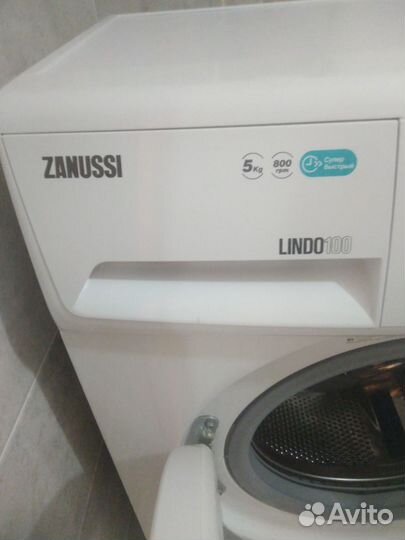 ZANUSSI
5Kg
800 rpm
Супер быстрый
LINDO100
Avito